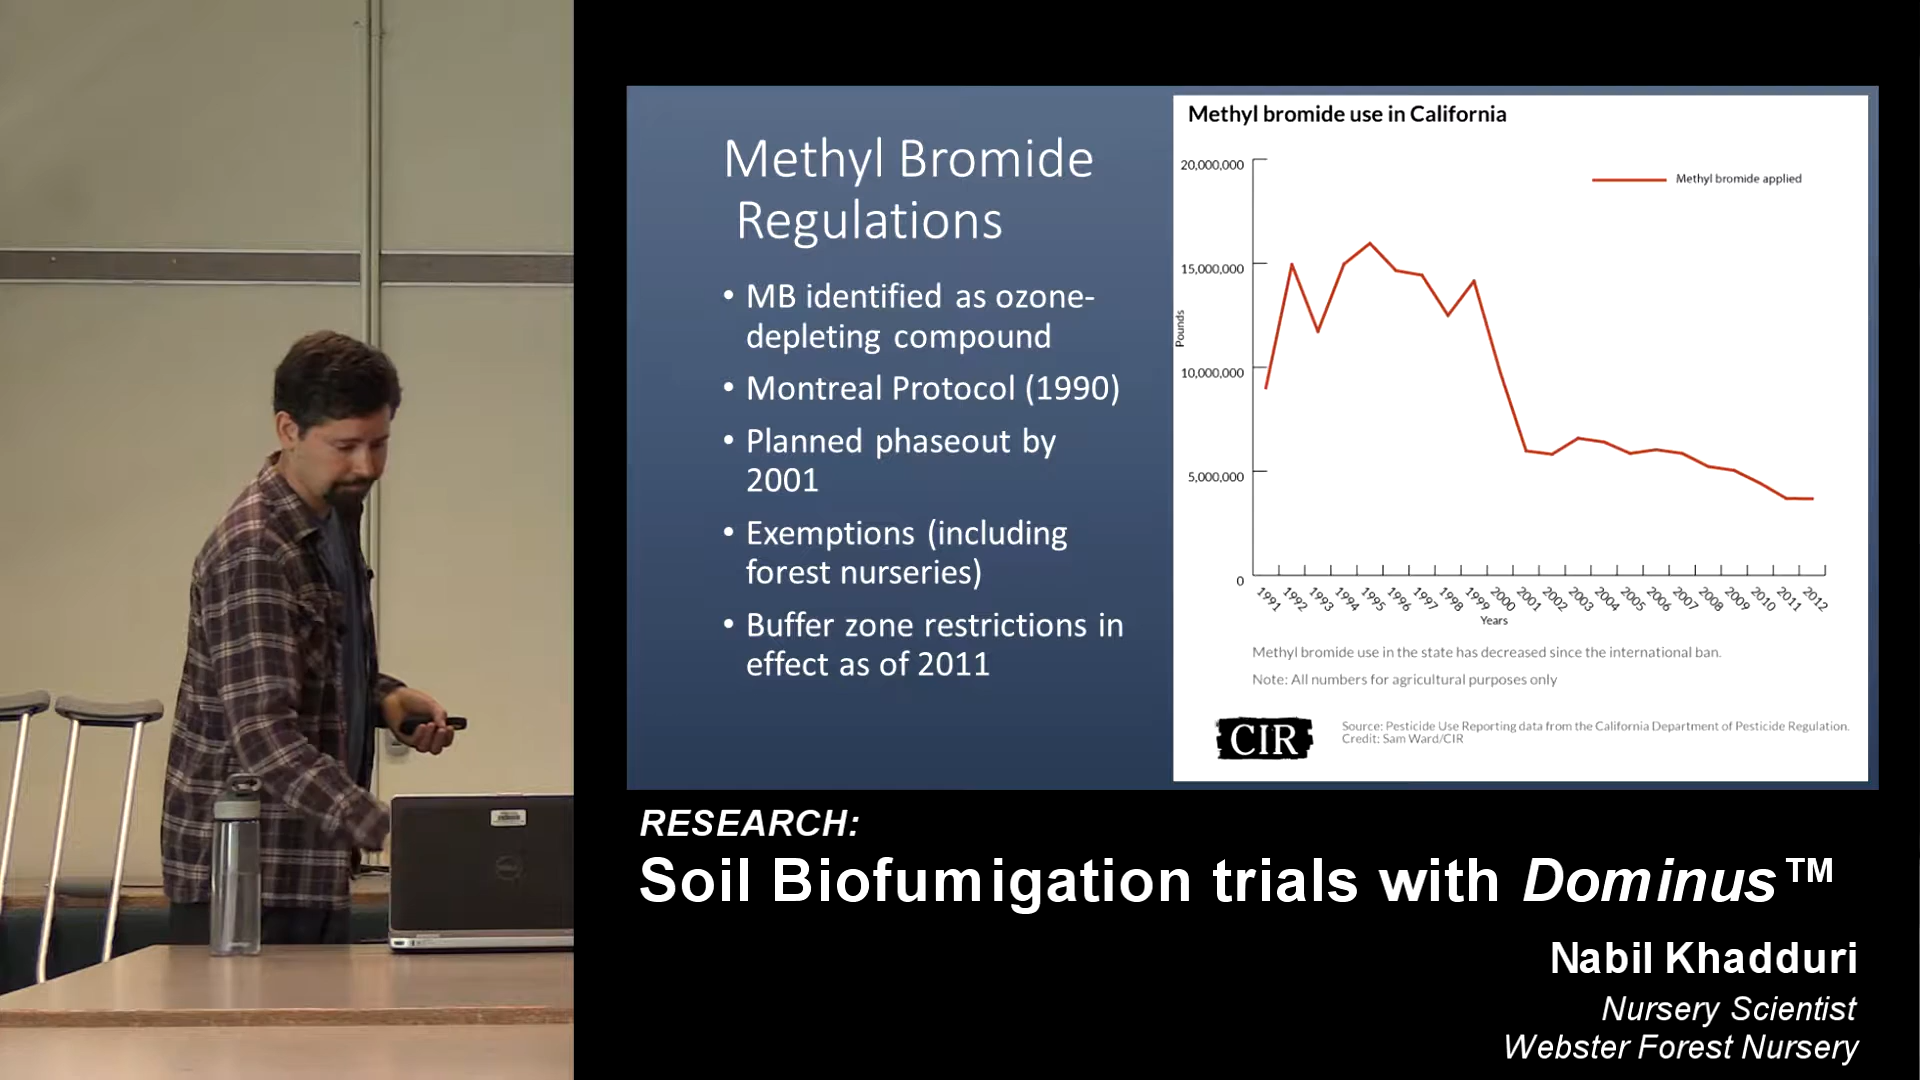 Methyl Bromide
Regulations
• MB identified as ozone-
depleting compound
• Montreal Protocol (1990)
• Planned phaseout by
2001
• Exemptions (including
forest nurseries)
• Buffer zone restrictions in
effect as of 2011
Methyl bromide use in California
Methyl bromide applied
20,000,000
15,000,000
10,000,000
5,000,000
0
Pounds
1991 1992 1993 1994 1995 1996 1997 1998 1999 2000 2001 2002 2003 2004 2005 2006 2007 2008 2009 2010 2011 2012
Years
Methyl bromide use in the state has decreased since the international ban.
Note: All numbers for agricultural purposes only
CIR
Source: Pesticide Use Reporting data from the California Department of Pesticide Regulation.
Credit: Sam Ward/CIR
RESEARCH:
Soil Biofumigation trials with Dominus™
Nabil Khadduri
Nursery Scientist
Webster Forest Nursery
DELL